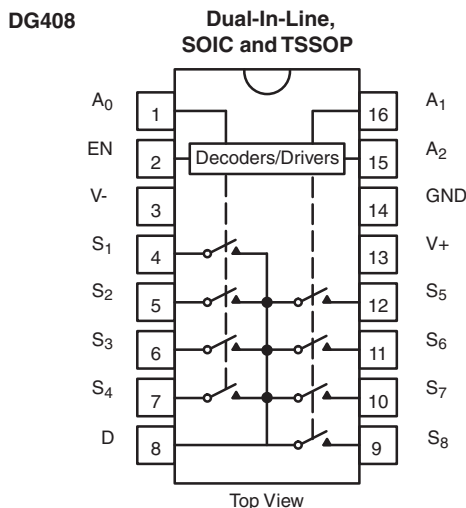 DG408
Dual-In-Line,
SOIC and TSSOP
A0 1 16 A1
EN 2 Decoders/Drivers 15 A2
V- 3 14 GND
S1 4 13 V+
S2 5 12 S5
S3 6 11 S6
S4 7 10 S7
D 8 9 S8
Top View